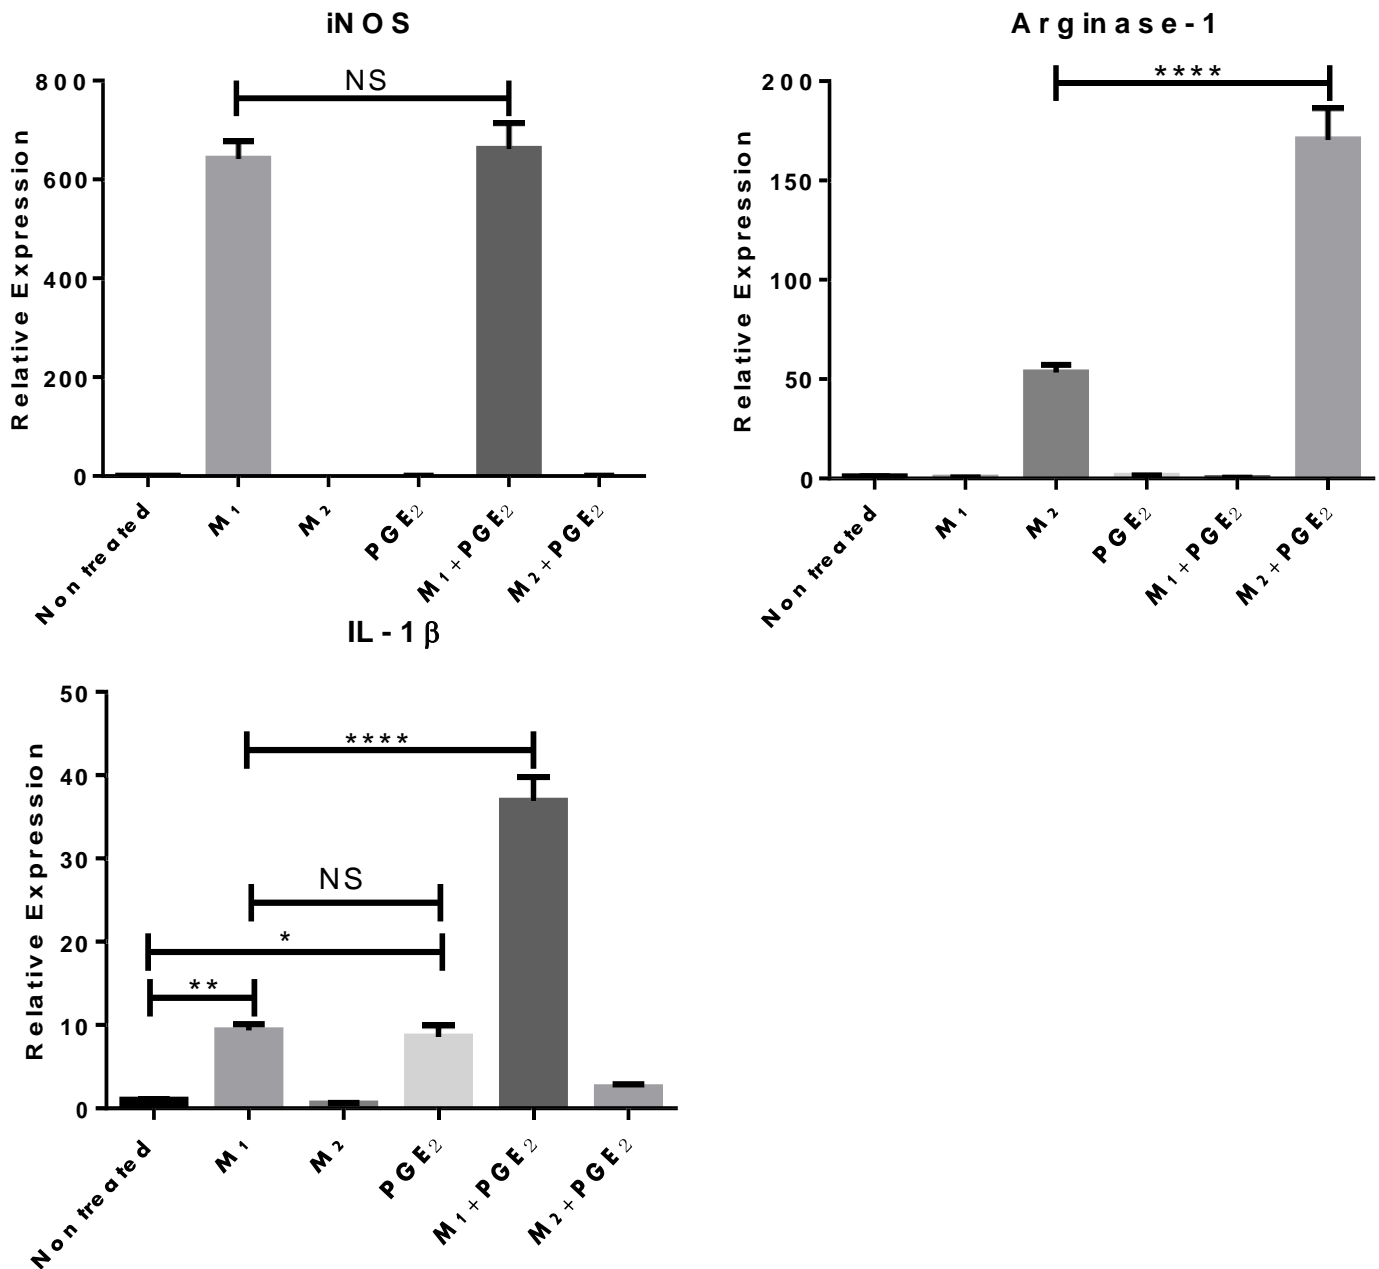 iNOS
Relative Expression
800
600
400
200
0
NS
Non treated
M1
M2
PGE2
M1+PGE2
M2+PGE2
Arginase-1
Relative Expression
200
150
100
50
0
****
Non treated
M1
M2
PGE2
M1+PGE2
M2+PGE2
IL-1β
Relative Expression
50
40
30
20
10
0
****
NS
*
**
Non treated
M1
M2
PGE2
M1+PGE2
M2+PGE2